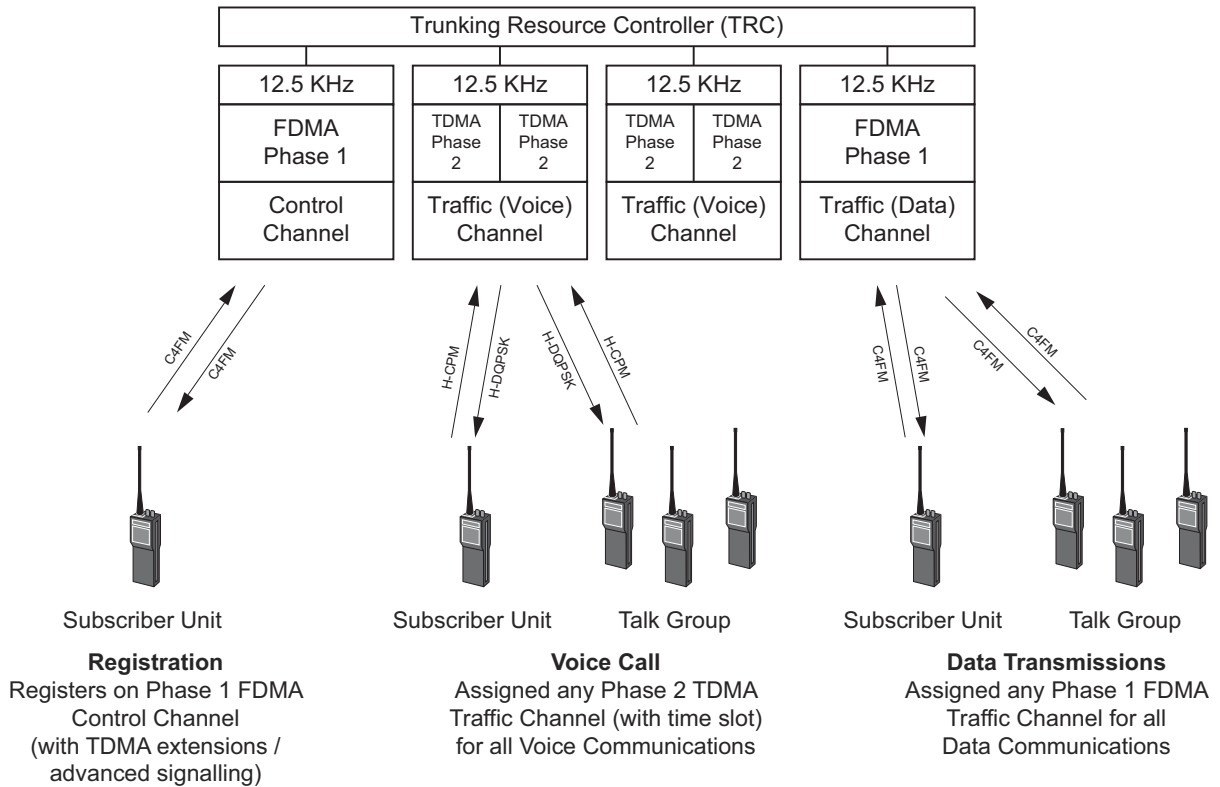 Trunking Resource Controller (TRC)
12.5 KHz
12.5 KHz
12.5 KHz
12.5 KHz
FDMA
Phase 1
TDMA
Phase
2
TDMA
Phase
2
TDMA
Phase
2
TDMA
Phase
2
FDMA
Phase 1
Control
Channel
Traffic (Voice)
Channel
Traffic (Voice)
Channel
Traffic (Data)
Channel
C4FM
C4FM
H-CPM
H-DQPSK
H-DQPSK
H-CPM
C4FM
C4FM
C4FM
C4FM
Subscriber Unit
Subscriber Unit
Talk Group
Subscriber Unit
Talk Group
Registration
Registers on Phase 1 FDMA
Control Channel
(with TDMA extensions /
advanced signalling)
Voice Call
Assigned any Phase 2 TDMA
Traffic Channel (with time slot)
for all Voice Communications
Data Transmissions
Assigned any Phase 1 FDMA
Traffic Channel for all
Data Communications